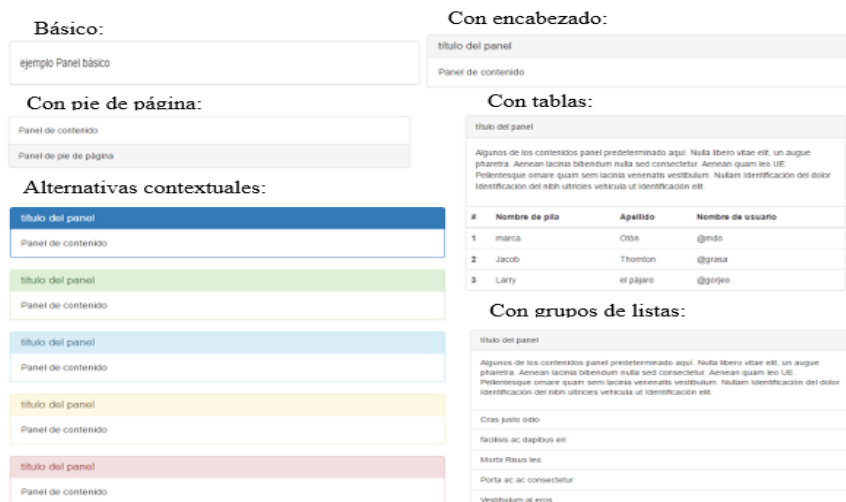 Básico:
ejemplo Panel básico
Con encabezado:
título del panel
Panel de contenido
Con pie de página:
Panel de contenido
Panel de pie de página
Con tablas:
título del panel
Algunos de los contenidos panel predeterminado aquí. Nulla libero vitae elit, un augue
pharetra. Aenean lacinia bibendum nulla sed consectetur. Aenean quam leo UE.
Pellentesque ornare quam sem lacinia venenatis vestibulum. Nullam Identificación del dolor
Identificación del nibh ultricies vehicula ut Identificación elit.
# Nombre de pila Apellido Nombre de usuario
1 marca Otón @mdo
2 Jacob Thornton @grasa
3 Larry el pájaro @gorjeo
Alternativas contextuales:
título del panel
Panel de contenido
título del panel
Panel de contenido
título del panel
Panel de contenido
título del panel
Panel de contenido
título del panel
Panel de contenido
Con grupos de listas:
título del panel
Algunos de los contenidos panel predeterminado aquí. Nulla libero vitae elit, un augue
pharetra. Aenean lacinia bibendum nulla sed consectetur. Aenean quam leo UE.
Pellentesque ornare quam sem lacinia venenatis vestibulum. Nullam Identificación del dolor
Identificación del nibh ultricies vehicula ut Identificación elit.
Cras justo odio
facilisis ac dapibus en
Morbi Risus leo
Porta ac ac consectetur
Vestibulum at eros